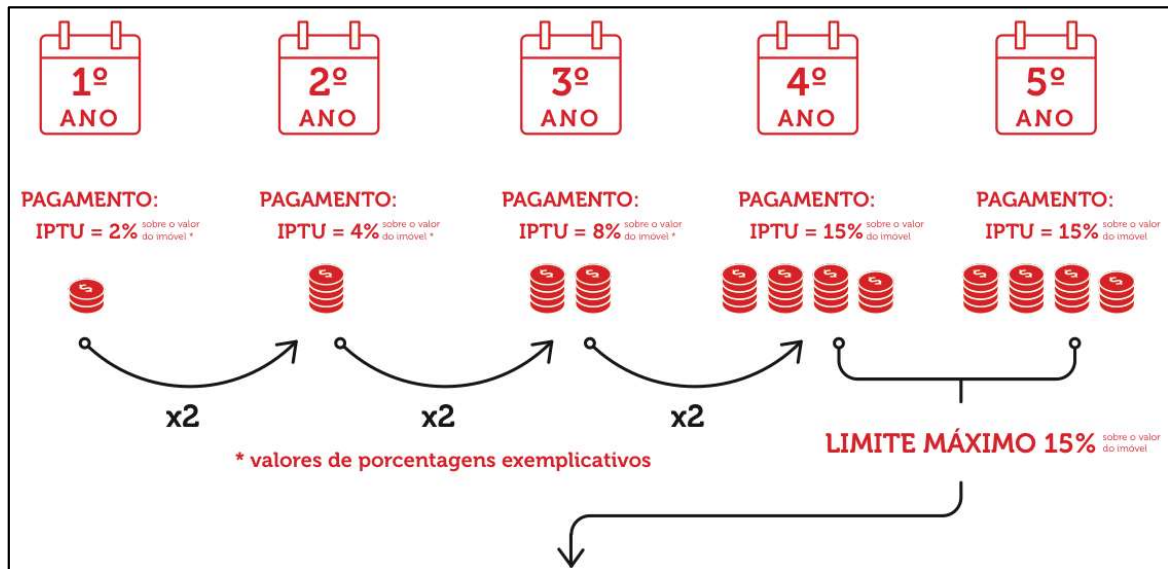 1º
ANO
2º
ANO
3º
ANO
4º
ANO
5º
ANO
PAGAMENTO:
IPTU = 2% sobre o valor
do imóvel *
PAGAMENTO:
IPTU = 4% sobre o valor
do imóvel *
PAGAMENTO:
IPTU = 8% sobre o valor
do imóvel *
PAGAMENTO:
IPTU = 15% sobre o valor
do imóvel
PAGAMENTO:
IPTU = 15% sobre o valor
do imóvel
x2
x2
x2
LIMITE MÁXIMO 15% sobre o valor
do imóvel
* valores de porcentagens exemplicativos